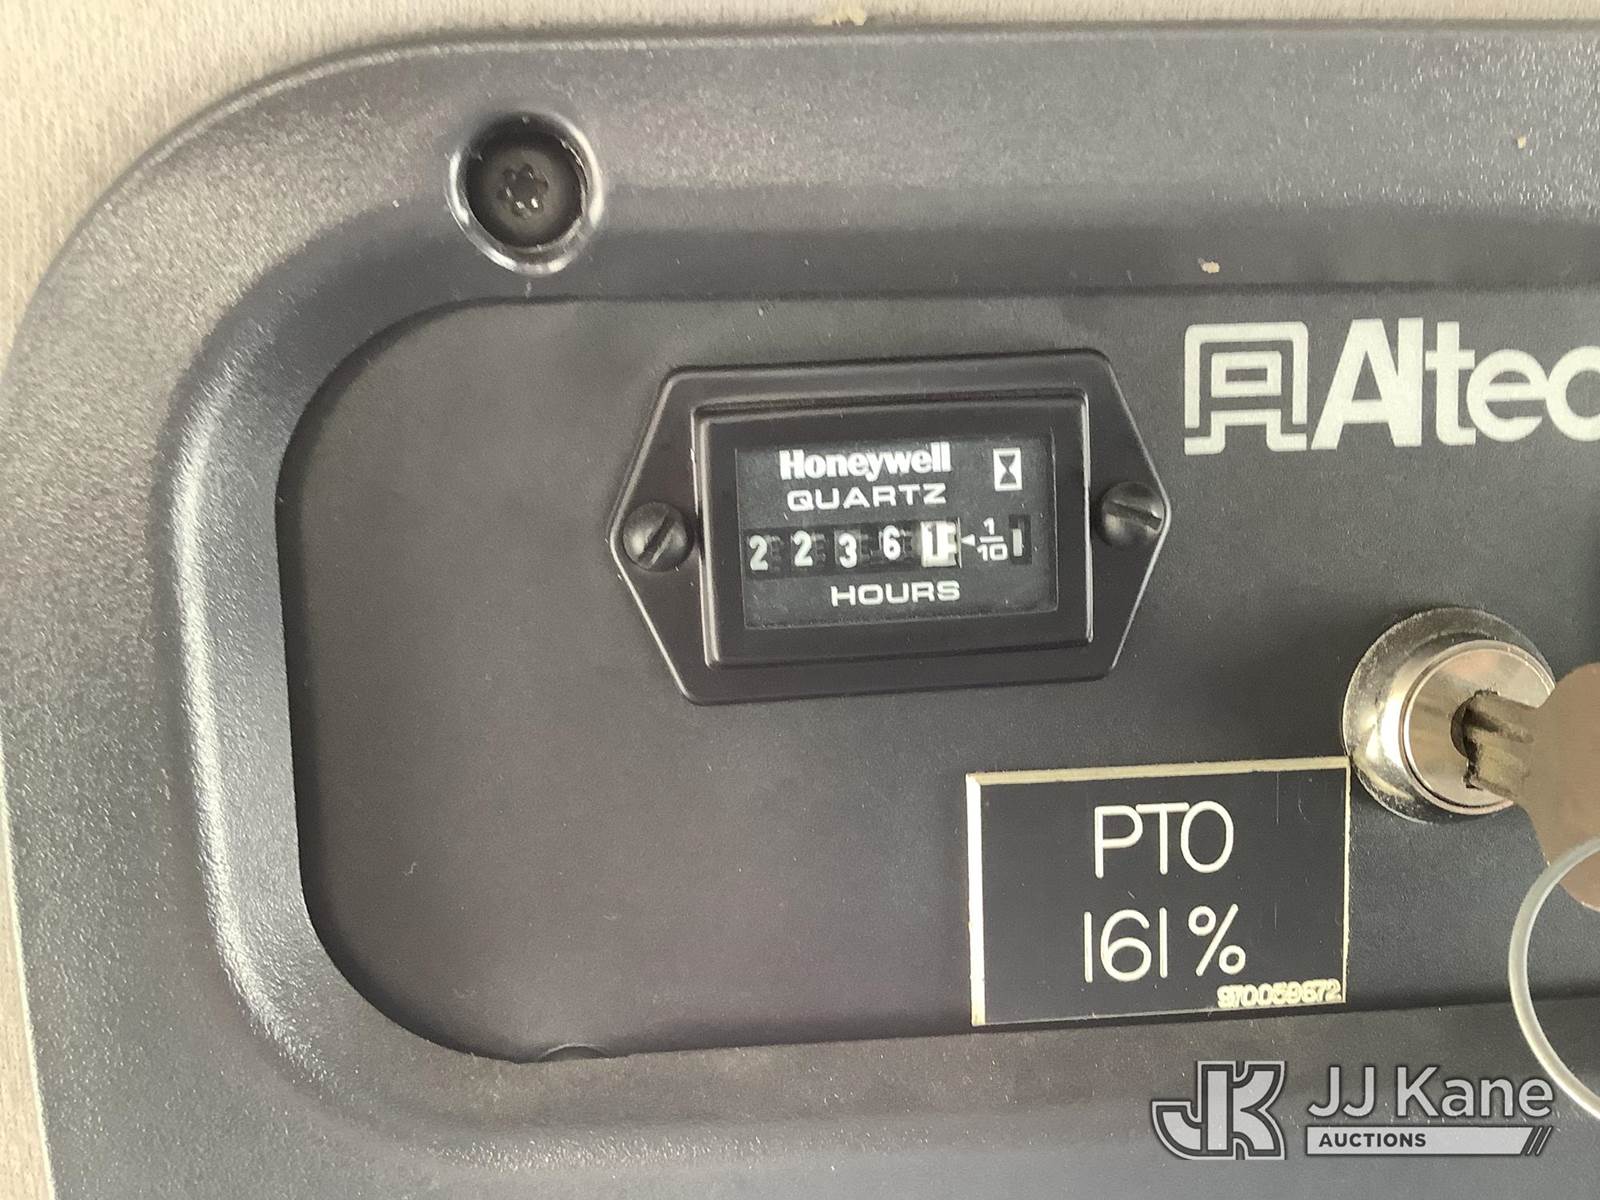 Altec
Honeywell
QUARTZ
2 2 3 6 1 1/10
HOURS
PTO
161%
970059672
JJ Kane
AUCTIONS